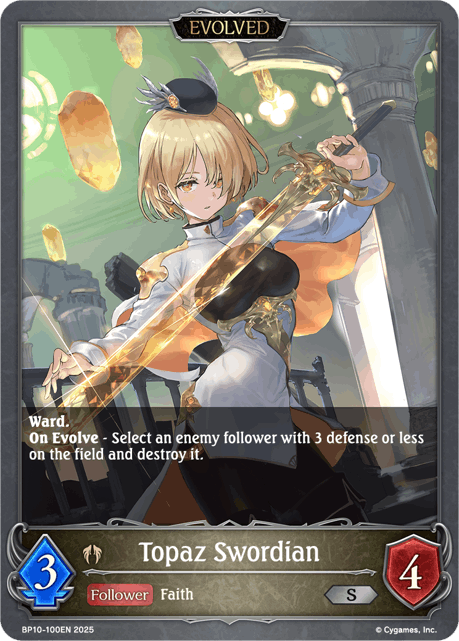 EVOLVED
Ward.
On Evolve - Select an enemy follower with 3 defense or less
on the field and destroy it.
Topaz Swordian
3
Follower Faith
S
4
BP10-100EN 2025
© Cygames, Inc.